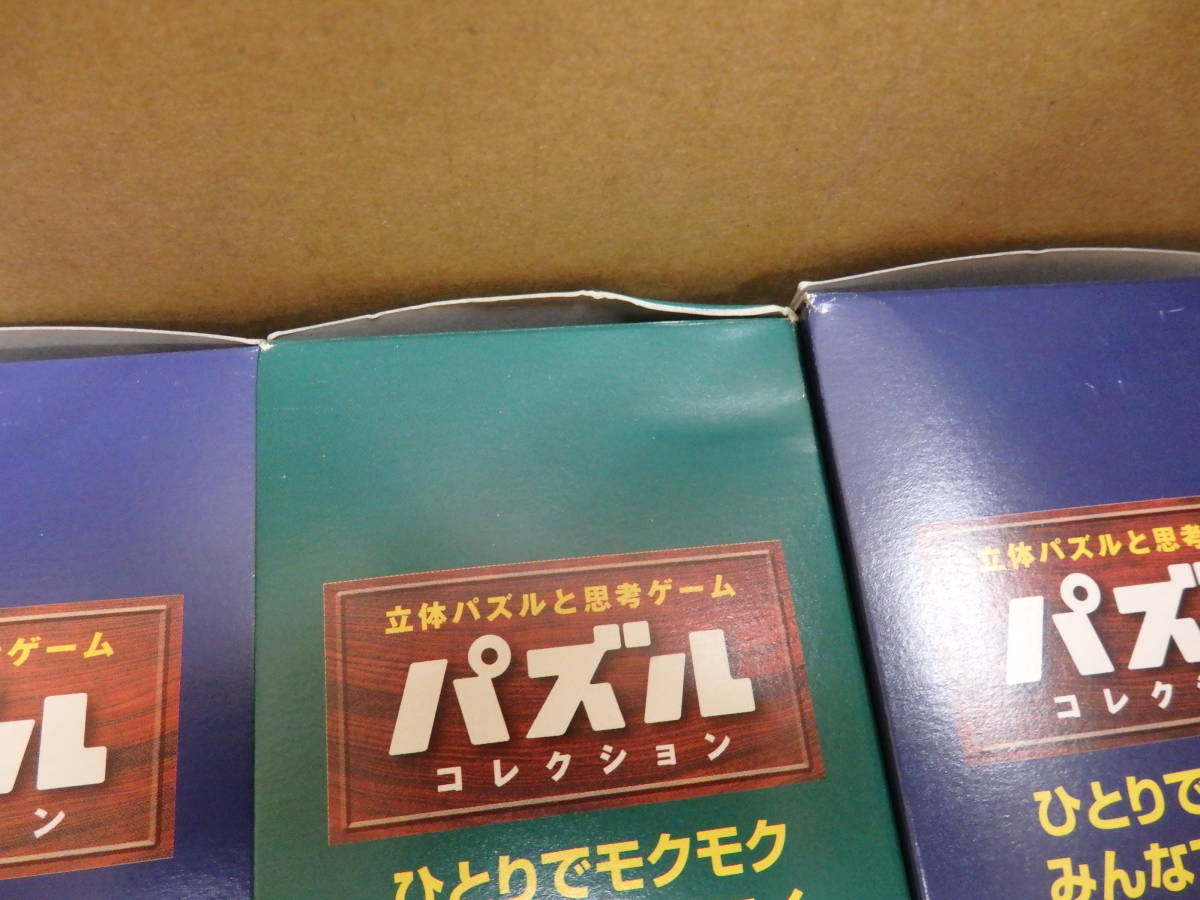 ゲーム
ル
ン
立体パズルと思考ゲーム
パズル
コレクション
ひとりでモクモク
立体パズルと思考
パズ
コレクシ
ひとりで
みんなで